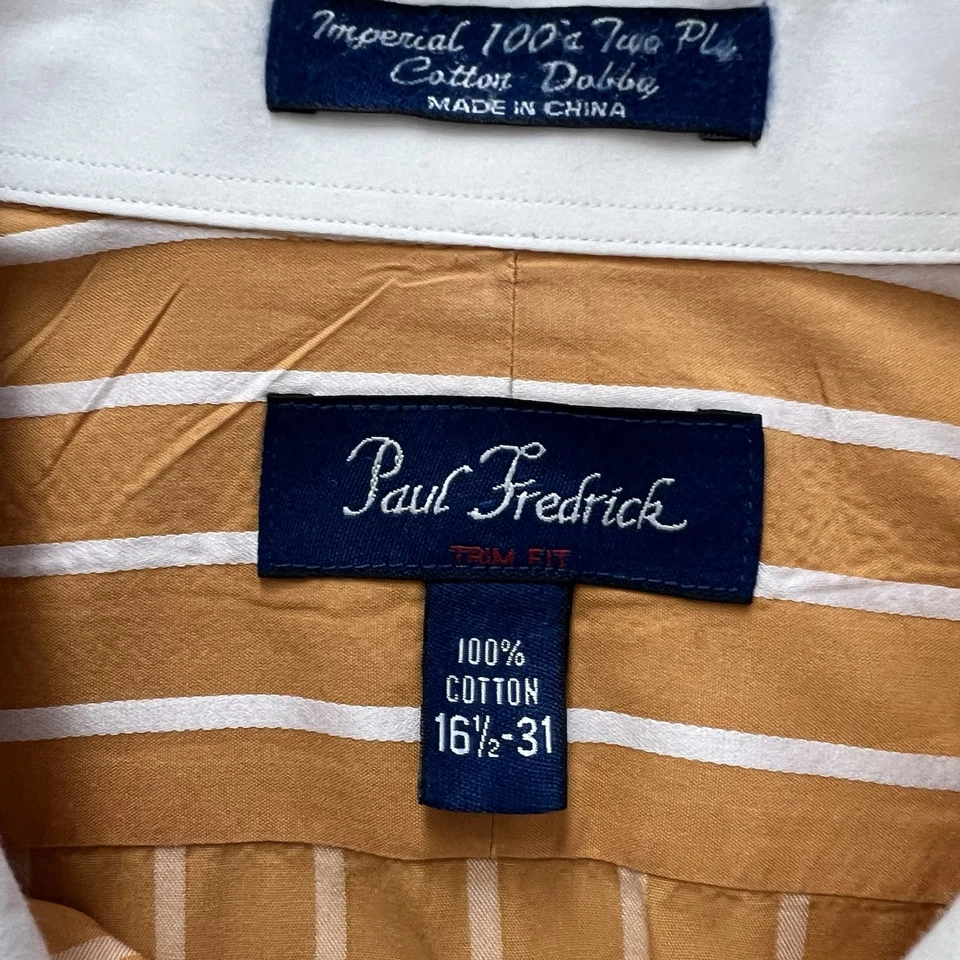 Imperial 100's Two Ply
Cotton Dobby
MADE IN CHINA
Paul Fredrick
TRIM FIT
100%
COTTON
16½-31